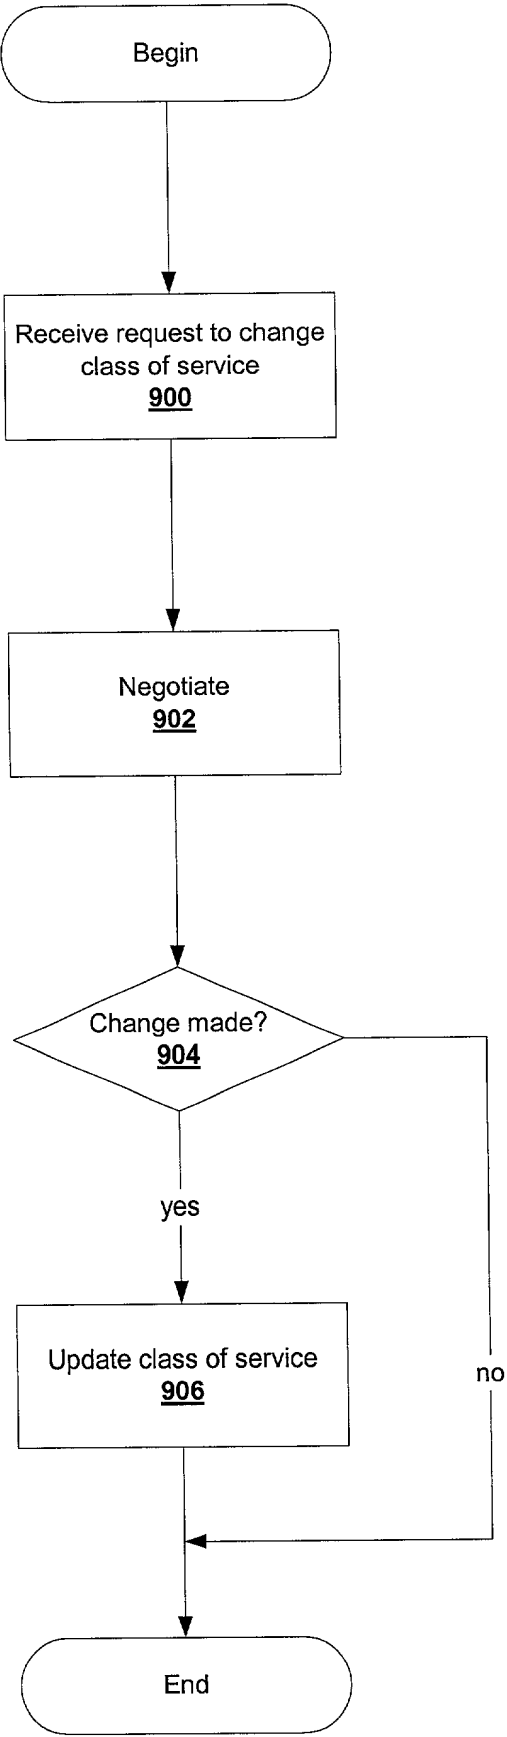 Begin
Receive request to change
class of service
900
Negotiate
902
Change made?
904
yes
Update class of service
906
no
End